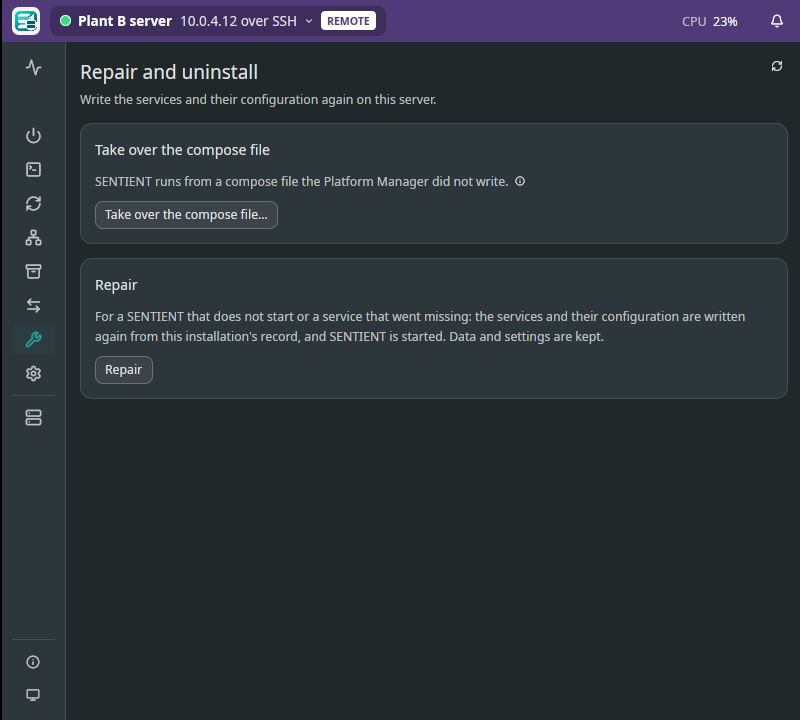 Plant B server 10.0.4.12 over SSH REMOTE CPU 23%
Repair and uninstall
Write the services and their configuration again on this server.
Take over the compose file
SENTIENT runs from a compose file the Platform Manager did not write.
Take over the compose file...
Repair
For a SENTIENT that does not start or a service that went missing: the services and their configuration are written
again from this installation's record, and SENTIENT is started. Data and settings are kept.
Repair